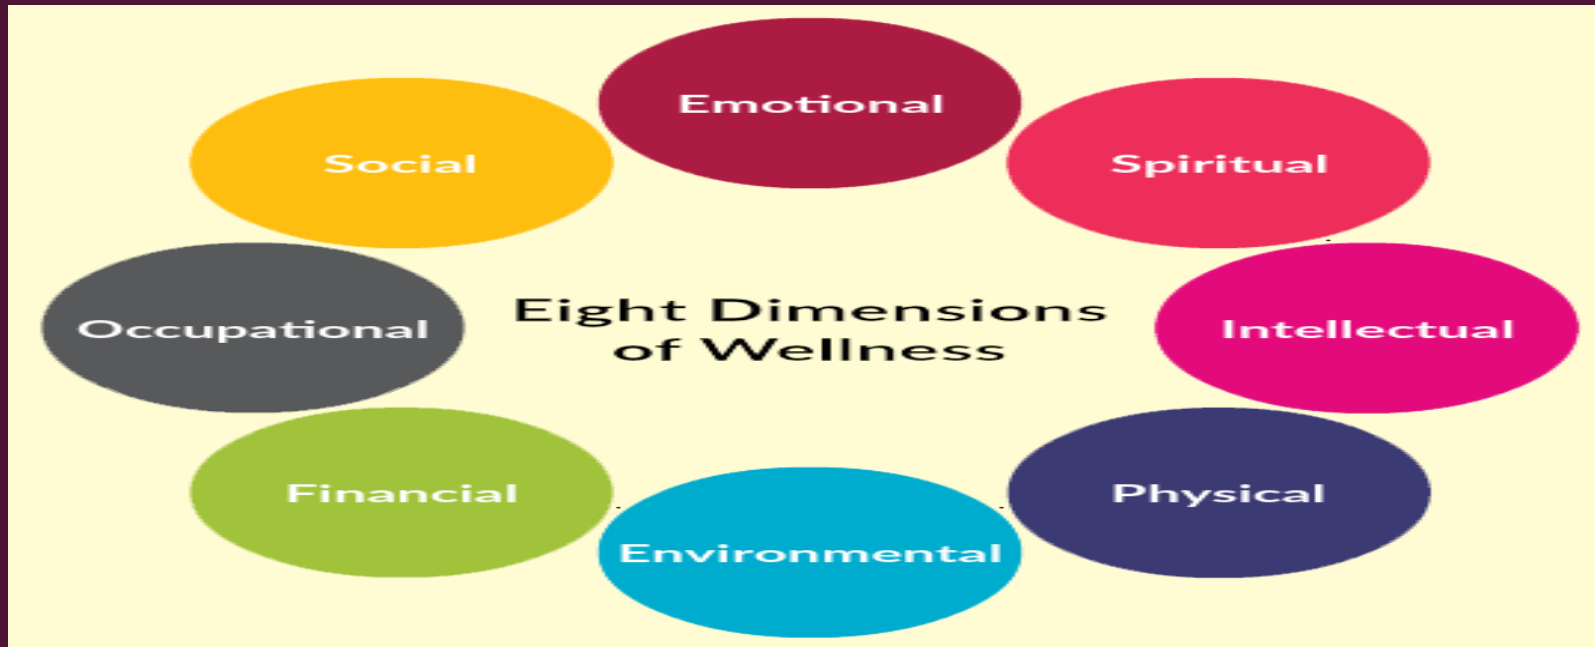 Emotional
Social
Spiritual
Eight Dimensions
of Wellness
Occupational
Intellectual
Financial
Physical
Environmental